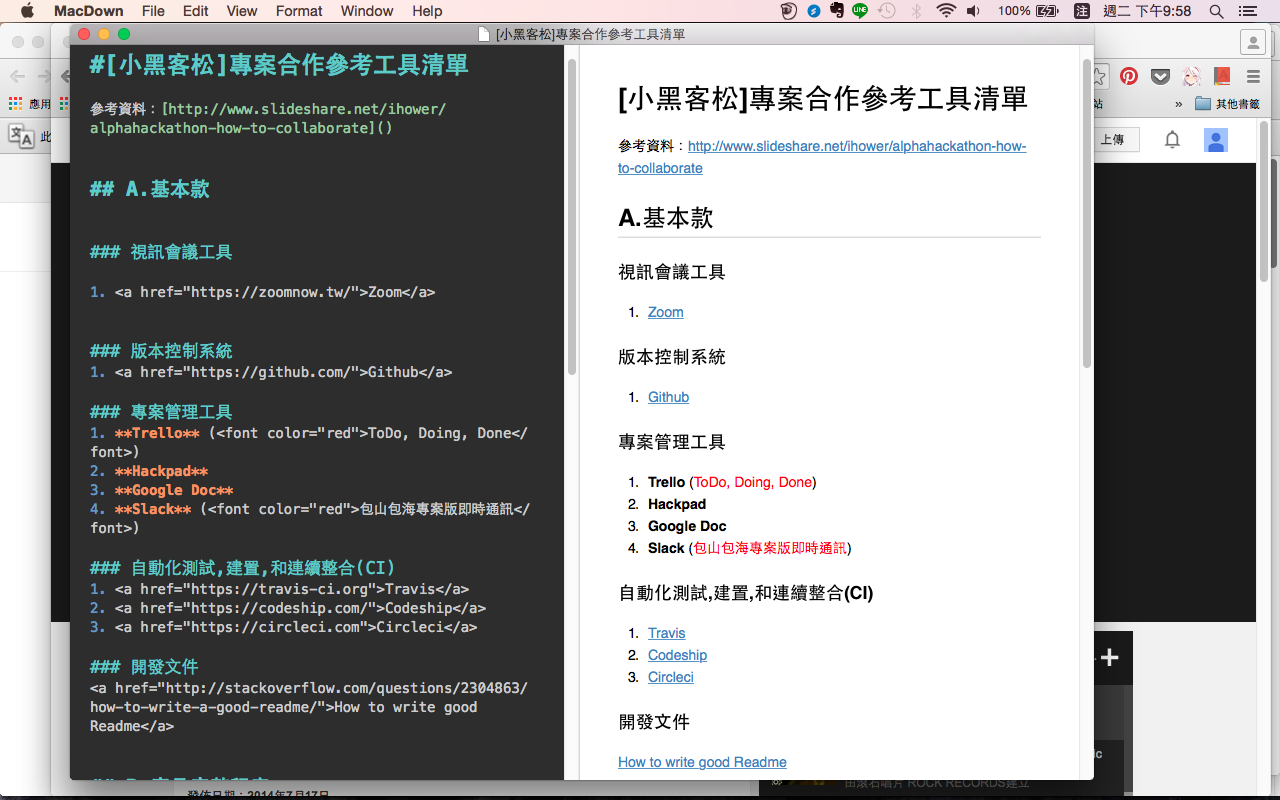 MacDown File Edit View Format Window Help 100% 注 週二 下午9:58
[小黑客松]專案合作參考工具清單
應用
此
站 » 其他書籤
上傳
#[小黑客松]專案合作參考工具清單
參考資料：[http://www.slideshare.net/ihower/
alphahackathon-how-to-collaborate]()
## A.基本款
### 視訊會議工具
1. <a href="https://zoomnow.tw/">Zoom</a>
### 版本控制系統
1. <a href="https://github.com/">Github</a>
### 專案管理工具
1. **Trello** (<font color="red">ToDo, Doing, Done</
font>)
2. **Hackpad**
3. **Google Doc**
4. **Slack** (<font color="red">包山包海專案版即時通訊</
font>)
### 自動化測試,建置,和連續整合(CI)
1. <a href="https://travis-ci.org">Travis</a>
2. <a href="https://codeship.com/">Codeship</a>
3. <a href="https://circleci.com">Circleci</a>
### 開發文件
<a href="http://stackoverflow.com/questions/2304863/
how-to-write-a-good-readme/">How to write good
Readme</a>
[小黑客松]專案合作參考工具清單
參考資料：http://www.slideshare.net/ihower/alphahackathon-how-
to-collaborate
A.基本款
視訊會議工具
1. Zoom
版本控制系統
1. Github
專案管理工具
1. Trello (ToDo, Doing, Done)
2. Hackpad
3. Google Doc
4. Slack (包山包海專案版即時通訊)
自動化測試,建置,和連續整合(CI)
1. Travis
2. Codeship
3. Circleci
開發文件
How to write good Readme
ic
由滾石唱片 ROCK RECORDS建立
發佈日期：2014年7月17日